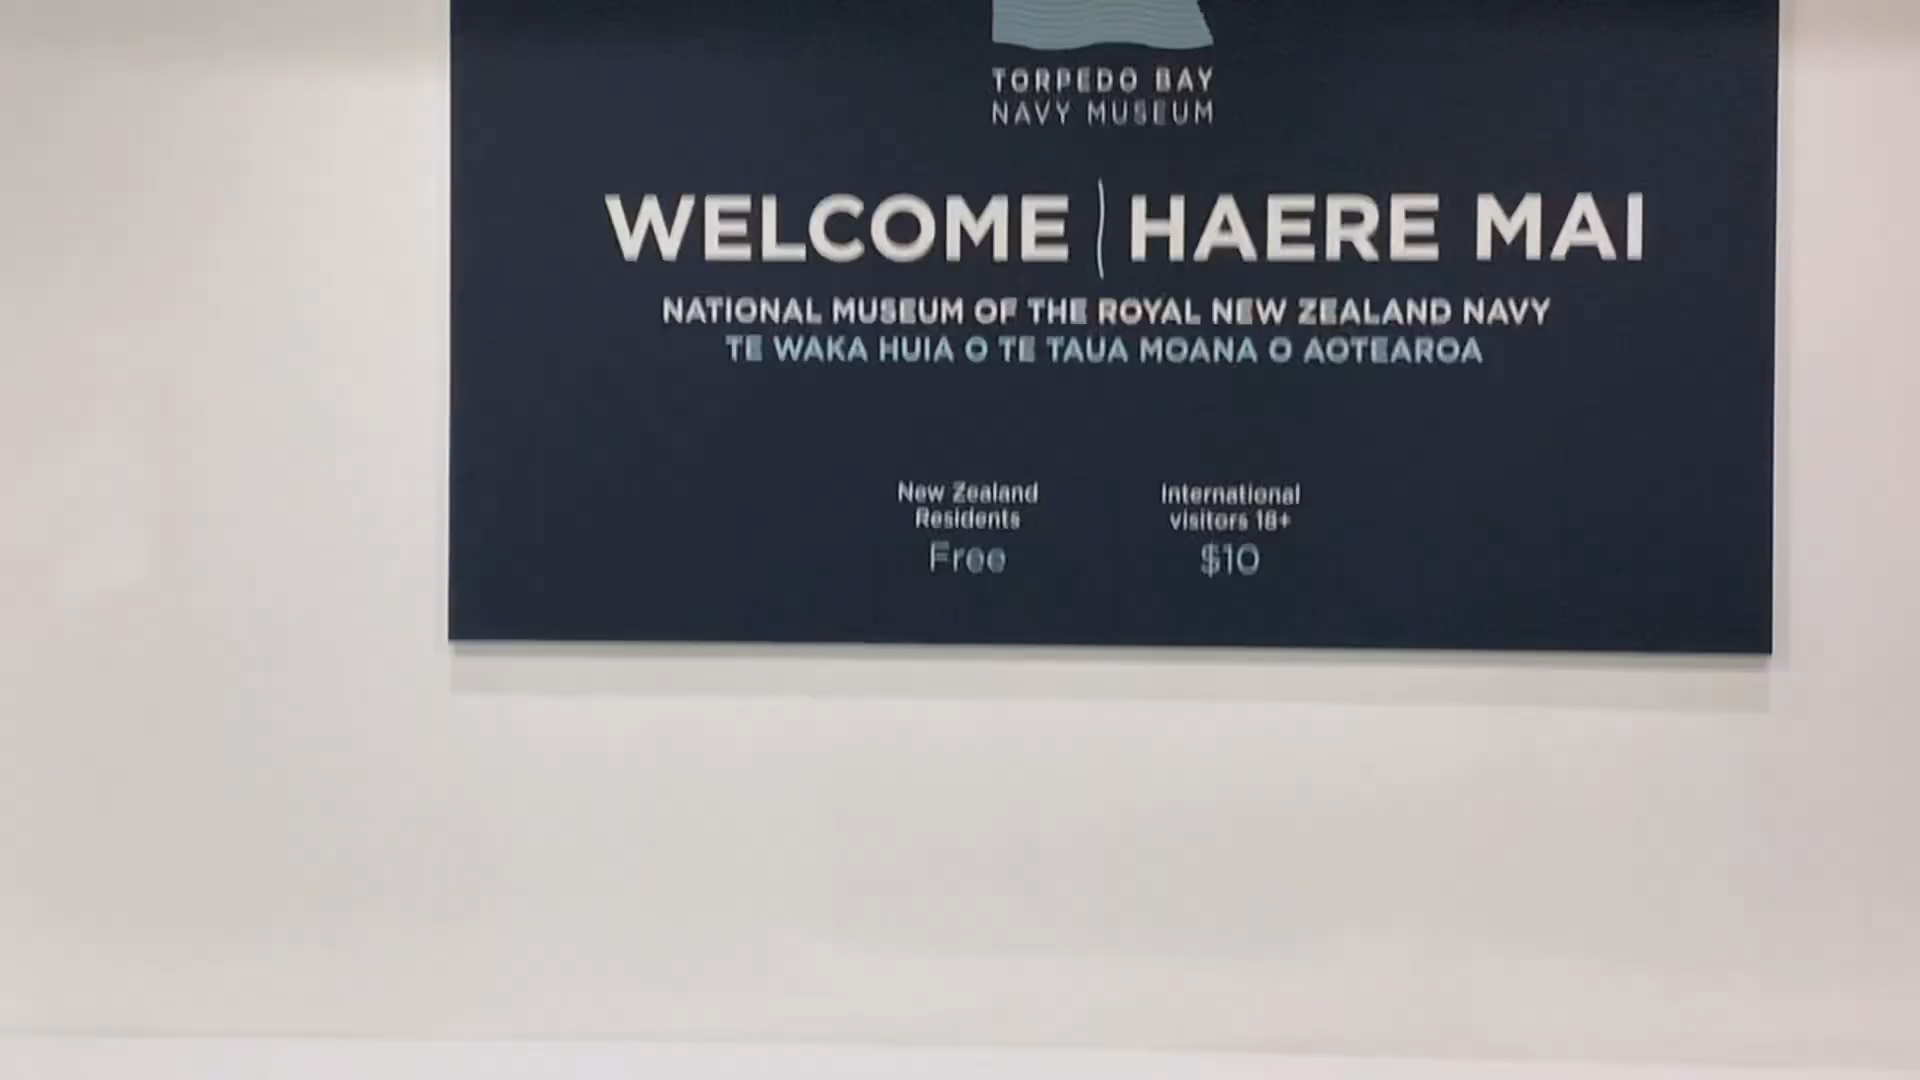 TORPEDO BAY
NAVY MUSEUM
WELCOME | HAERE MAI
NATIONAL MUSEUM OF THE ROYAL NEW ZEALAND NAVY
TE WAKA HUIA O TE TAUA MOANA O AOTEAROA
New Zealand
Residents
Free
International
visitors 18+
$10